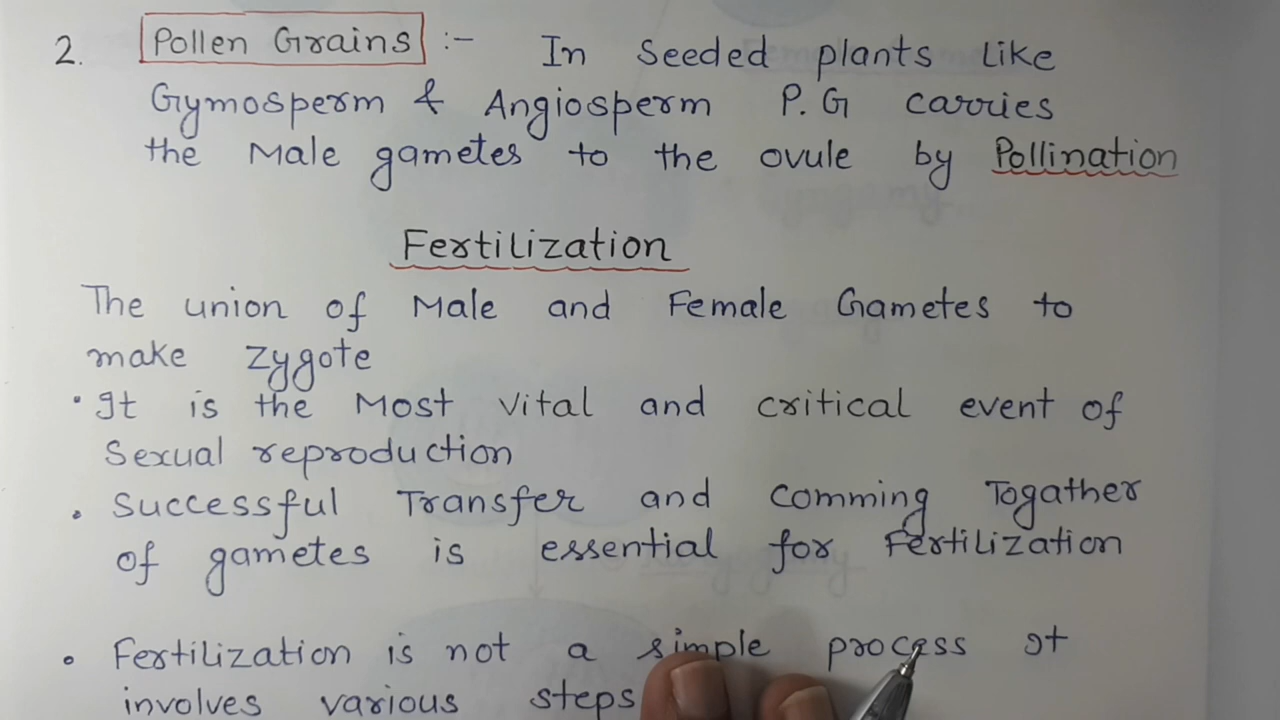 2. Pollen Grains :- In Seeded plants like
Gymosperm & Angiosperm P.G carries
the Male gametes to the ovule by Pollination
Fertilization
The union of Male and Female Gametes to
make zygote
• It is the Most vital and critical event of
Sexual reproduction
• Successful Transfer and comming Togather
of gametes is essential for Fertilization
• Fertilization is not a simple process It
involves various steps